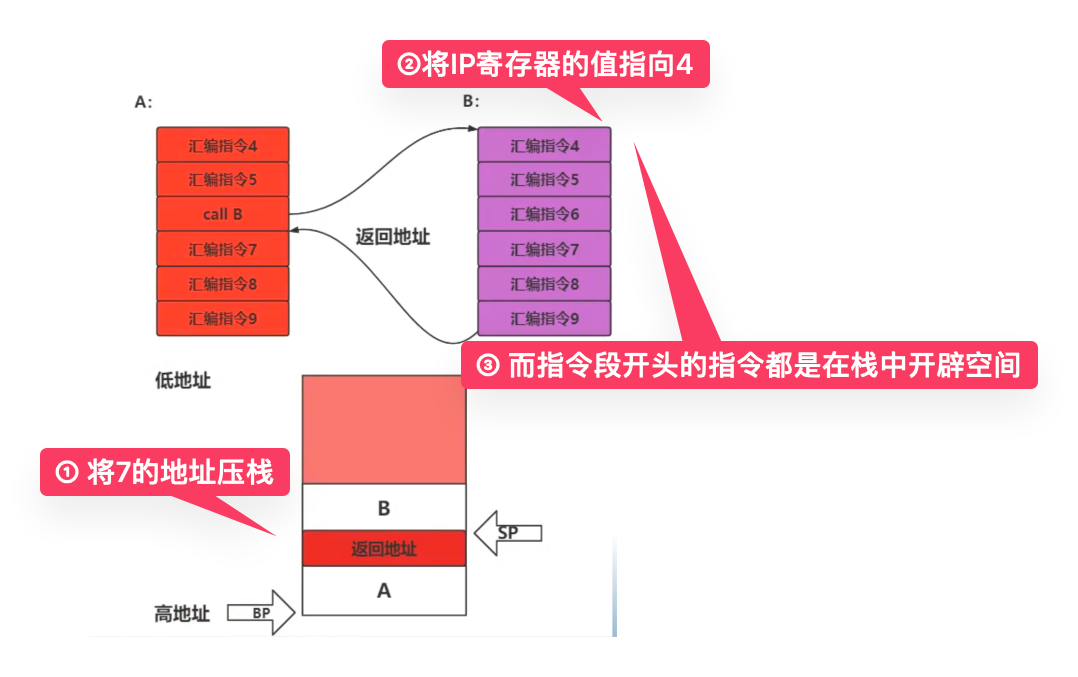 ②将IP寄存器的值指向4
A:
B:
汇编指令4
汇编指令5
call B
汇编指令7
汇编指令8
汇编指令9
返回地址
汇编指令4
汇编指令5
汇编指令6
汇编指令7
汇编指令8
汇编指令9
③ 而指令段开头的指令都是在栈中开辟空间
低地址
① 将7的地址压栈
B
SP
返回地址
A
高地址
BP